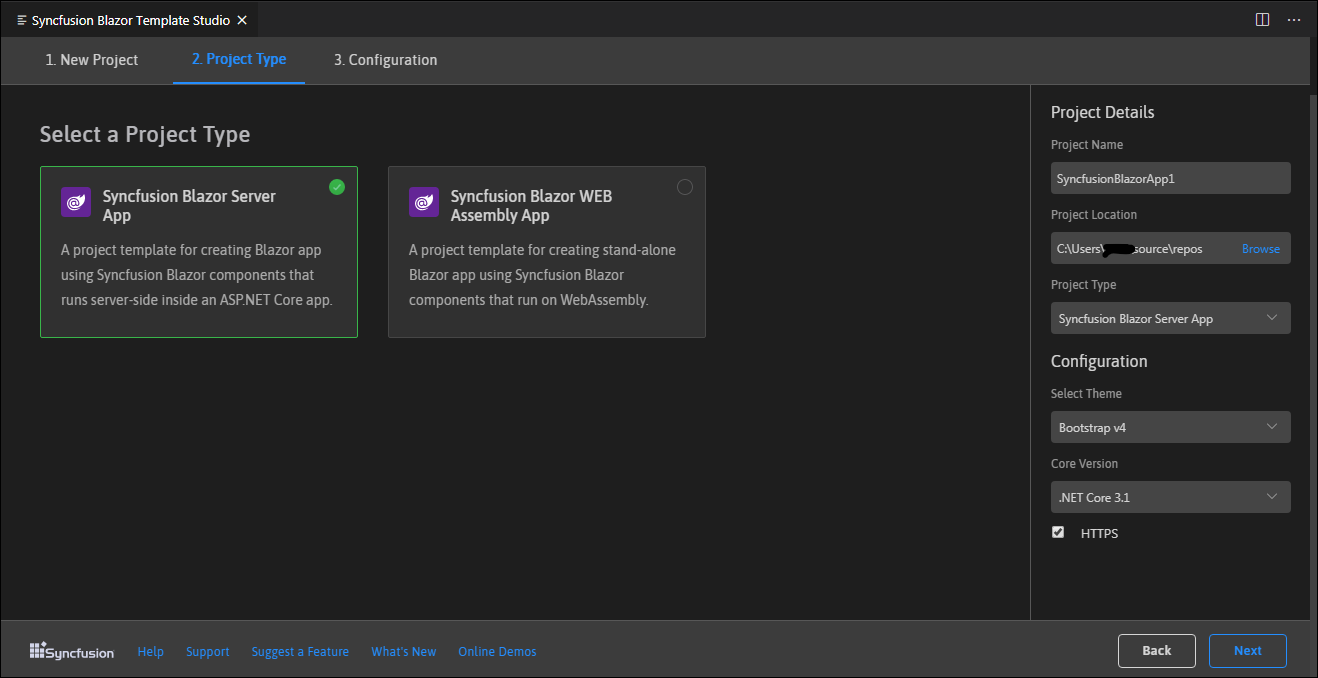 Syncfusion Blazor Template Studio
1. New Project
2. Project Type
3. Configuration
Select a Project Type
Syncfusion Blazor Server
App
A project template for creating Blazor app
using Syncfusion Blazor components that
runs server-side inside an ASP.NET Core app.
Syncfusion Blazor WEB
Assembly App
A project template for creating stand-alone
Blazor app using Syncfusion Blazor
components that run on WebAssembly.
Project Details
Project Name
SyncfusionBlazorApp1
Project Location
C:\Users\ source\repos
Browse
Project Type
Syncfusion Blazor Server App
Configuration
Select Theme
Bootstrap v4
Core Version
.NET Core 3.1
HTTPS
Syncfusion
Help
Support
Suggest a Feature
What's New
Online Demos
Back
Next